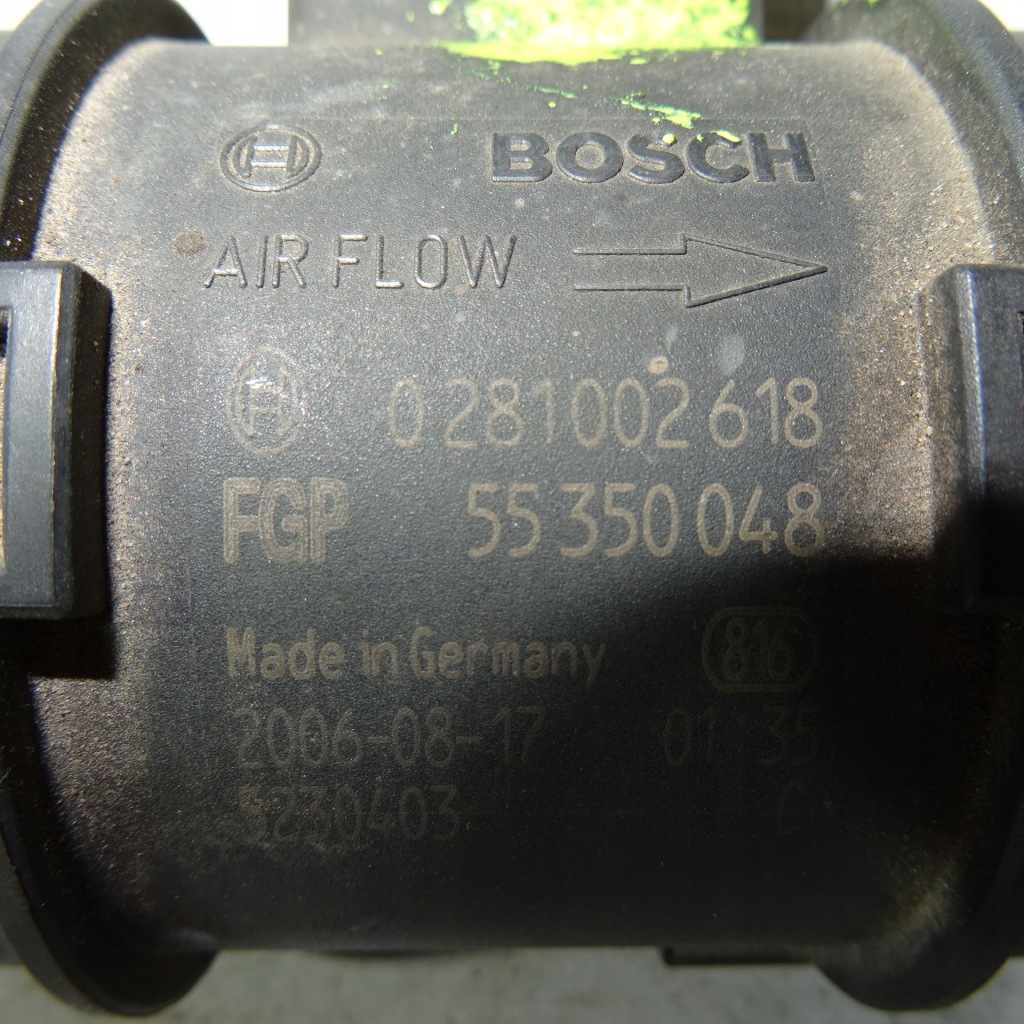 BOSCH
AIR FLOW
0 281 002 618
FGP 55 350 048
Made in Germany 816
2006-08-17 01:35